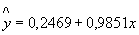 ŷ = 0,2469 + 0,9851x